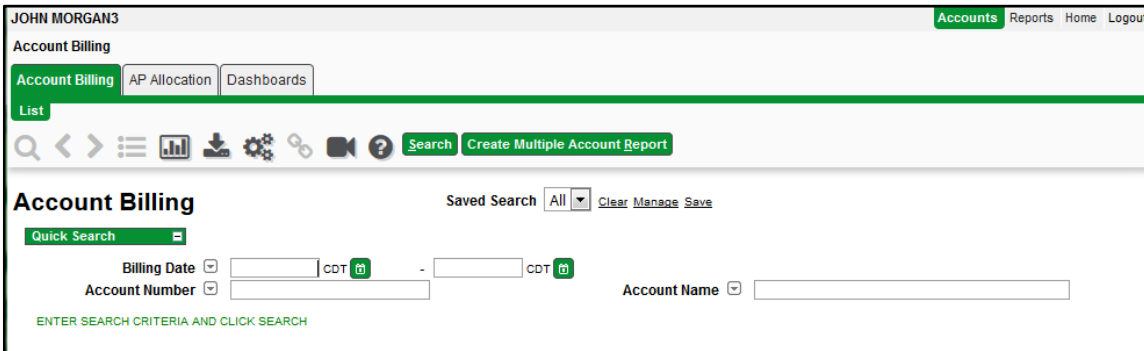 JOHN MORGAN3 Accounts Reports Home Logout
Account Billing
Account Billing AP Allocation Dashboards
List
Search Create Multiple Account Report
Account Billing Saved Search All Clear Manage Save
Quick Search
Billing Date CDT - CDT
Account Number Account Name
ENTER SEARCH CRITERIA AND CLICK SEARCH